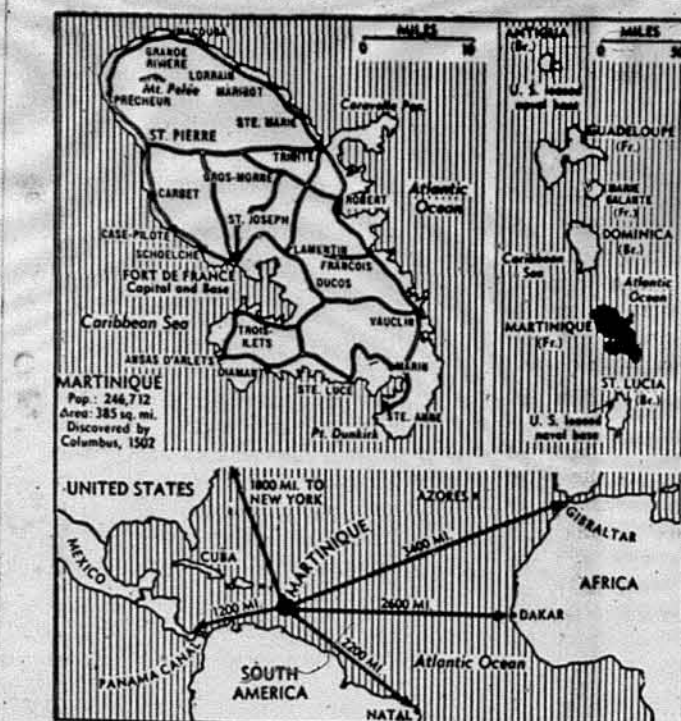 MACOUBA
GRANDE
RIVIERE
LORRAIN
Mt. Pelée
MARIGOT
PRÊCHEUR
STE. MARIE
Caravelle Pen.
ST. PIERRE
TRINITE
GROS-MORNE
CARBET
ROBERT
Atlantic
Ocean
ST. JOSEPH
CASE-PILOTE
SCHOELCHE
LAMENTIN
FRANCOIS
FORT DE FRANCE
Capital and Base
DUCOS
Caribbean Sea
TROIS-
ILETS
VAUCLIN
ANSAS D'ARLETS
DIAMANT
MARIN
STE. LUCE
STE. ANNE
Pt. Dunkirk
MARTINIQUE
Pop.: 246,712
Area: 385 sq. mi.
Discovered by
Columbus, 1502
MILES
0 10
ANTIGUA
(Br.)
MILES
0 50
U. S. leased
naval base
GUADELOUPE
(Fr.)
MARIE
GALANTE
(Fr.)
DOMINICA
(Br.)
Caribbean
Sea
Atlantic
Ocean
MARTINIQUE
(Fr.)
ST. LUCIA
(Br.)
U. S. leased
naval base
UNITED STATES
1800 MI. TO
NEW YORK
AZORES
GIBRALTAR
3400 MI.
MEXICO
CUBA
MARTINIQUE
AFRICA
1200 MI.
2600 MI.
DAKAR
PANAMA CANAL
2200 MI.
SOUTH
AMERICA
Atlantic Ocean
NATAL